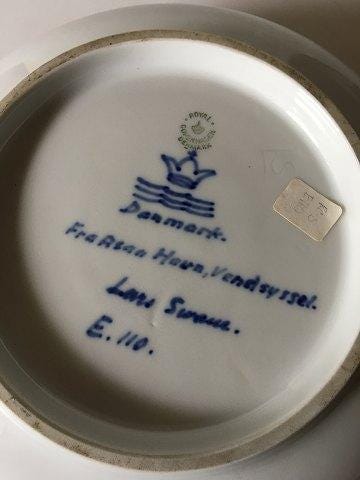 ROYAL
COPENHAGEN
DENMARK
Danmark.
Fra Asaa Havn, Vendsyssel.
Lars Swane.
E. 110.